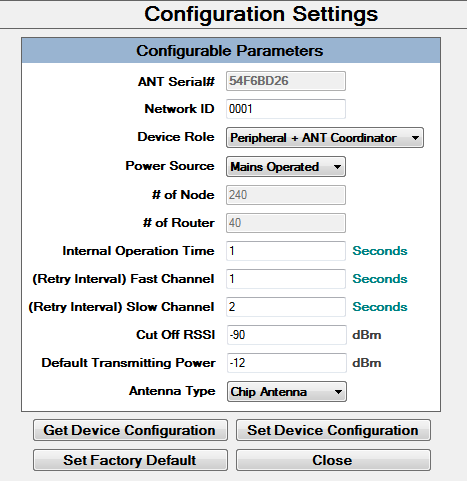 Configuration Settings
Configurable Parameters
ANT Serial# 54F6BD26
Network ID 0001
Device Role Peripheral + ANT Coordinator
Power Source Mains Operated
# of Node 240
# of Router 40
Internal Operation Time 1 Seconds
(Retry Interval) Fast Channel 1 Seconds
(Retry Interval) Slow Channel 2 Seconds
Cut Off RSSI -90 dBm
Default Transmitting Power -12 dBm
Antenna Type Chip Antenna
Get Device Configuration Set Device Configuration
Set Factory Default Close